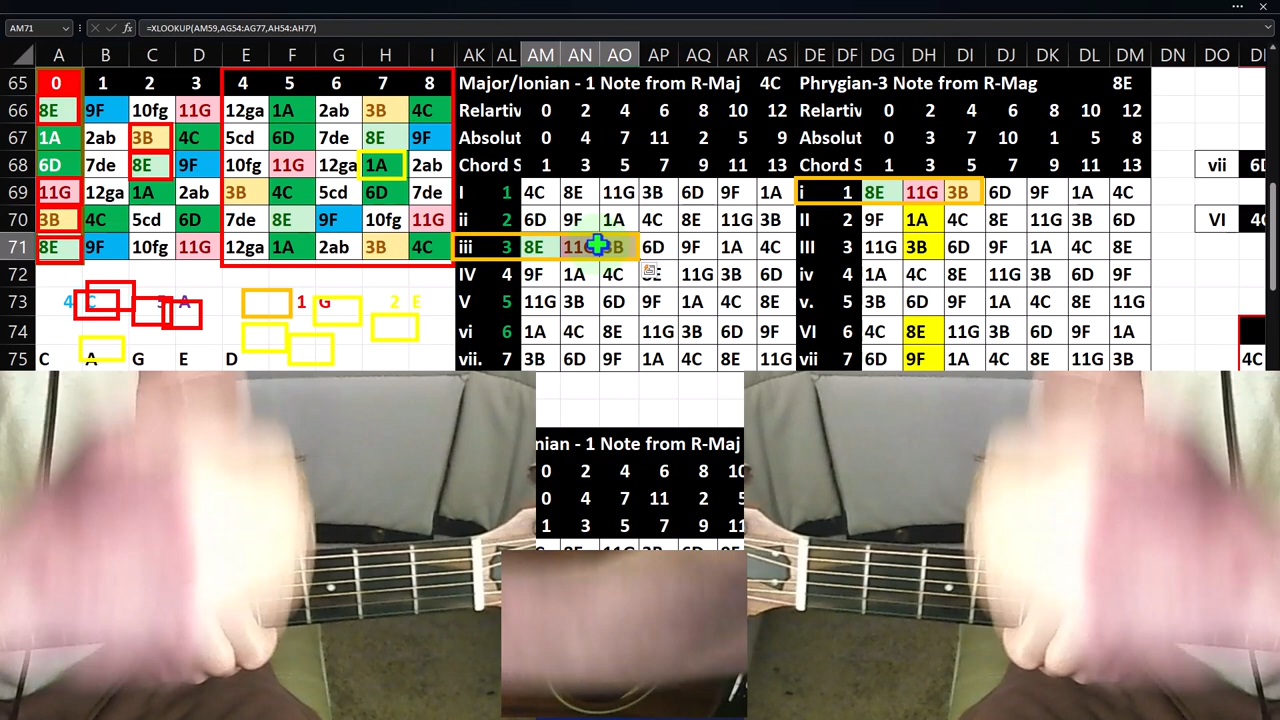 AM71 fx =XLOOKUP(AM59,AG54:AG77,AH54:AH77)
A B C D E F G H I AK AL AM AN AO AP AQ AR AS DE DF DG DH DI DJ DK DL DM DN DO
65 0 1 2 3 4 5 6 7 8 Major/Ionian - 1 Note from R-Maj 4C Phrygian-3 Note from R-Mag 8E
66 8E 9F 10fg 11G 12ga 1A 2ab 3B 4C Relartiv 0 2 4 6 8 10 12 Relartiv 0 2 4 6 8 10 12
67 1A 2ab 3B 4C 5cd 6D 7de 8E 9F Absolut 0 4 7 11 2 5 9 Absolut 0 3 7 10 1 5 8
68 6D 7de 8E 9F 10fg 11G 12ga 1A 2ab Chord S 1 3 5 7 9 11 13 Chord S 1 3 5 7 9 11 13 vii
69 11G 12ga 1A 2ab 3B 4C 5cd 6D 7de I 1 4C 8E 11G 3B 6D 9F 1A i 1 8E 11G 3B 6D 9F 1A 4C
70 3B 4C 5cd 6D 7de 8E 9F 10fg 11G ii 2 6D 9F 1A 4C 8E 11G 3B II 2 9F 1A 4C 8E 11G 3B 6D VI
71 8E 9F 10fg 11G 12ga 1A 2ab 3B 4C iii 3 8E 11G 3B 6D 9F 1A 4C III 3 11G 3B 6D 9F 1A 4C 8E
72 IV 4 9F 1A 4C 8E 11G 3B 6D iv 4 1A 4C 8E 11G 3B 6D 9F
73 4 C 5 A 1 G 2 E V 5 11G 3B 6D 9F 1A 4C 8E v. 5 3B 6D 9F 1A 4C 8E 11G
74 vi 6 1A 4C 8E 11G 3B 6D 9F VI 6 4C 8E 11G 3B 6D 9F 1A
75 C A G E D vii. 7 3B 6D 9F 1A 4C 8E 11G vii 7 6D 9F 1A 4C 8E 11G 3B 4C
nian - 1 Note from R-Maj
0 2 4 6 8 10
0 4 7 11 2
1 3 5 7 9 11